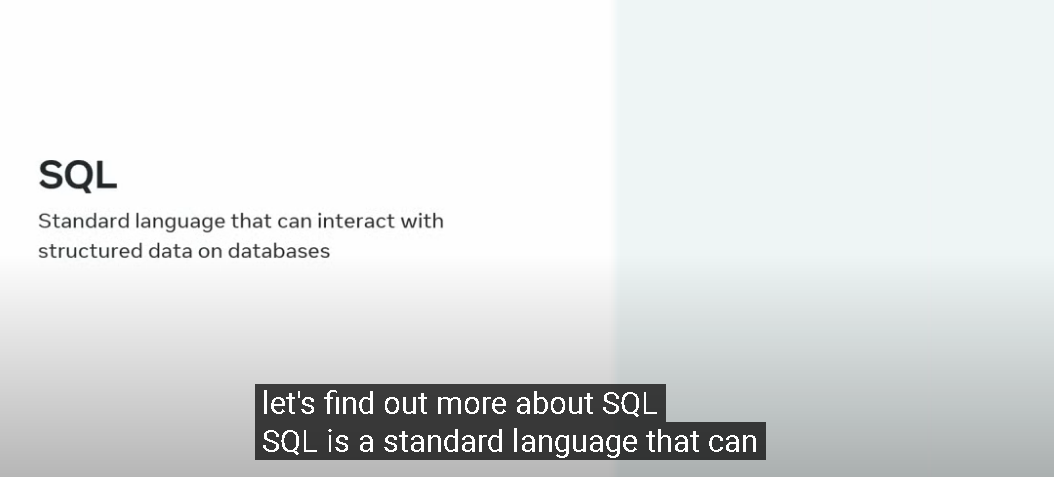 SQL
Standard language that can interact with
structured data on databases
let's find out more about SQL
SQL is a standard language that can